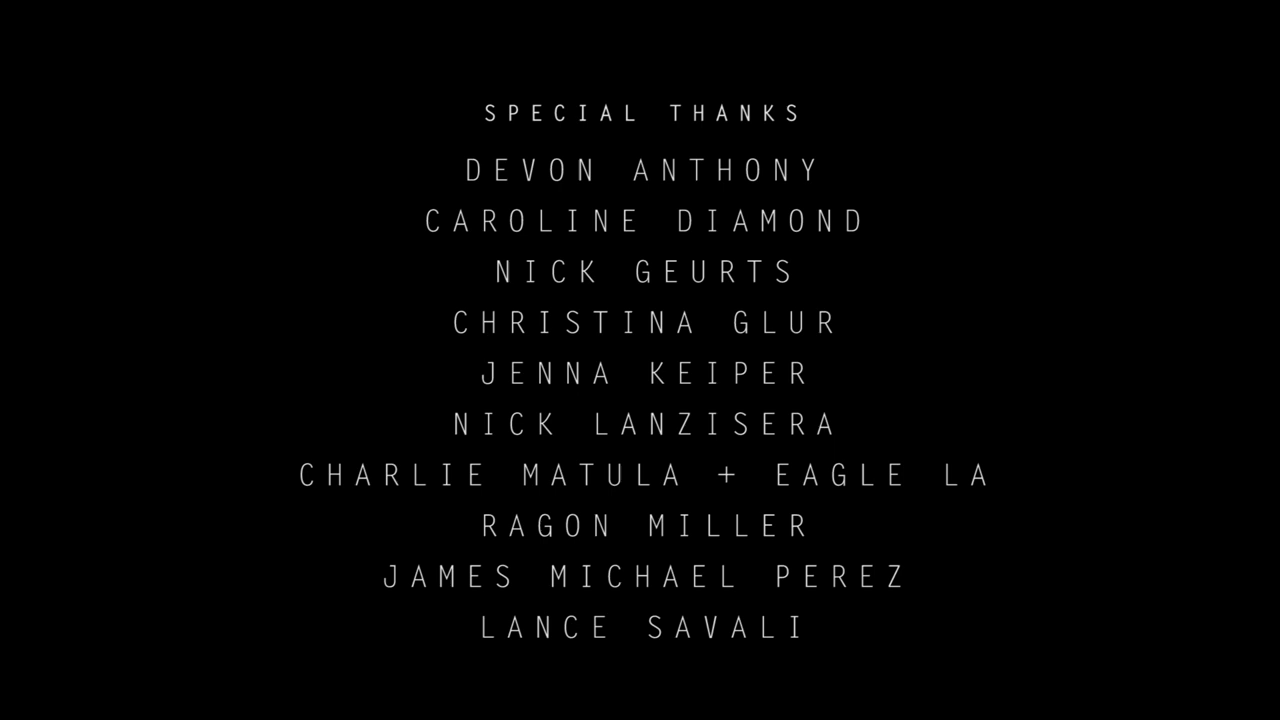 SPECIAL THANKS
DEVON ANTHONY
CAROLINE DIAMOND
NICK GEURTS
CHRISTINA GLUR
JENNA KEIPER
NICK LANZISERA
CHARLIE MATULA + EAGLE LA
RAGON MILLER
JAMES MICHAEL PEREZ
LANCE SAVALI